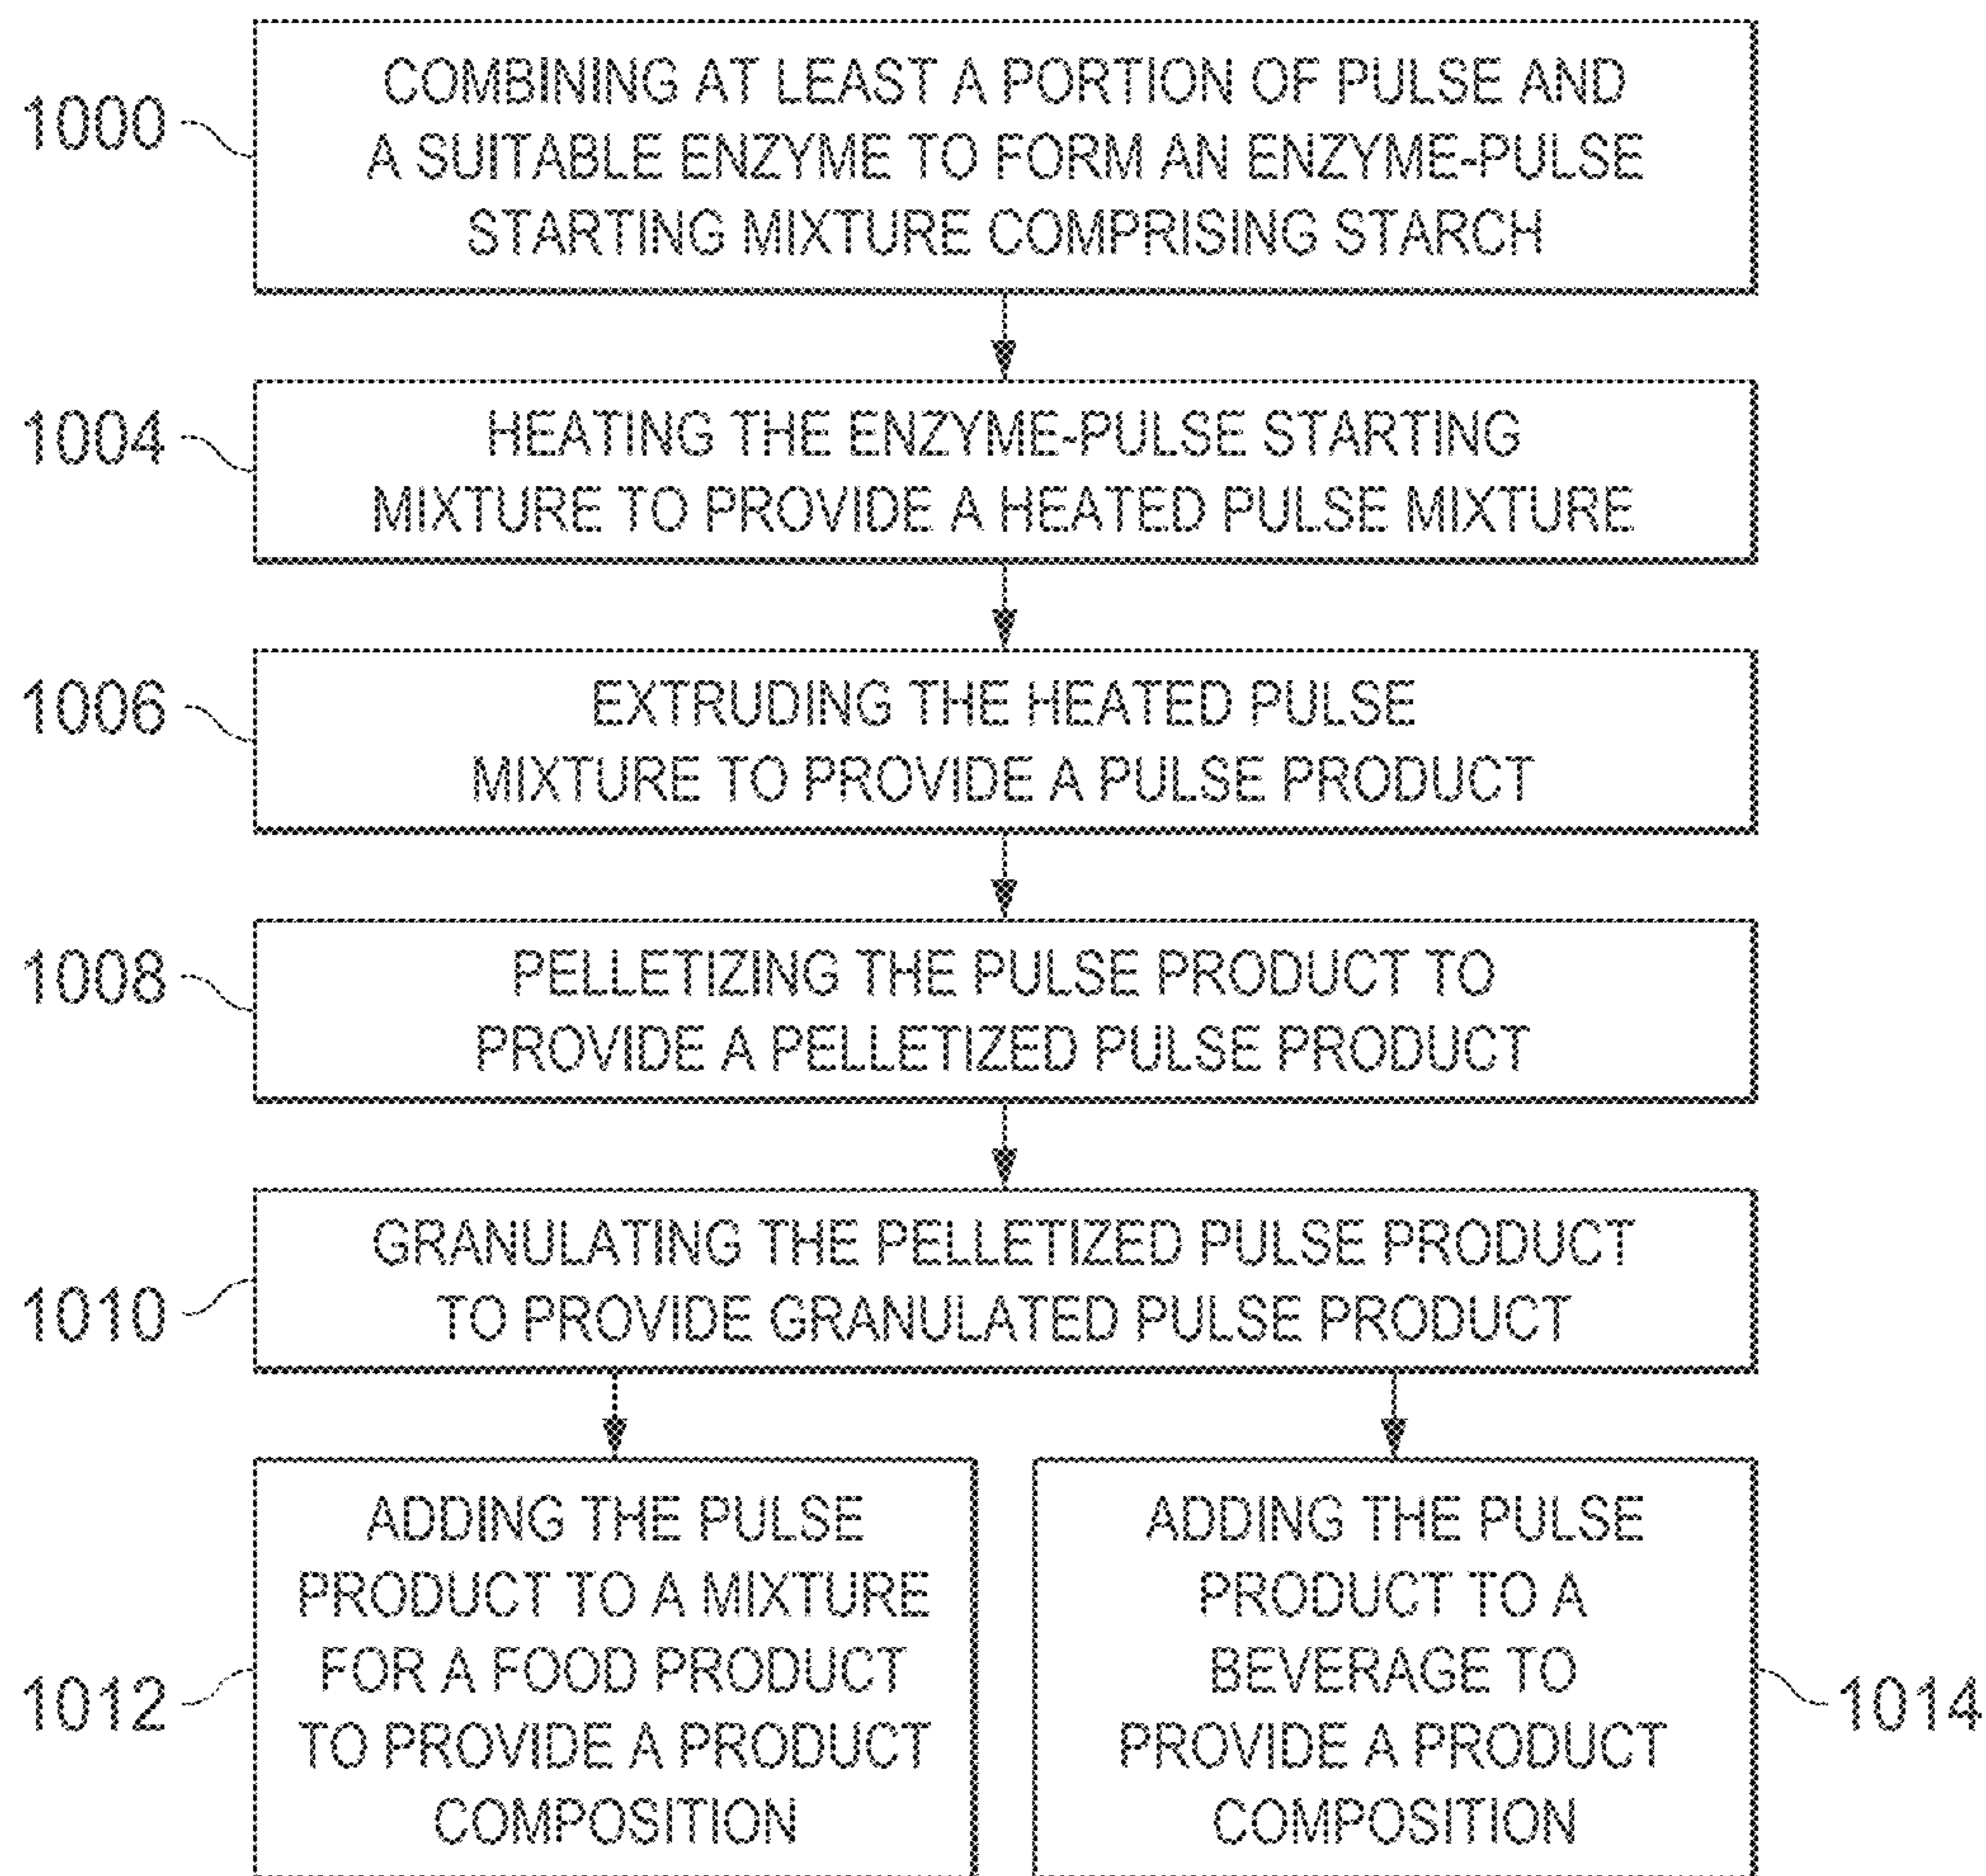 1000
COMBINING AT LEAST A PORTION OF PULSE AND
A SUITABLE ENZYME TO FORM AN ENZYME-PULSE
STARTING MIXTURE COMPRISING STARCH
1004
HEATING THE ENZYME-PULSE STARTING
MIXTURE TO PROVIDE A HEATED PULSE MIXTURE
1006
EXTRUDING THE HEATED PULSE
MIXTURE TO PROVIDE A PULSE PRODUCT
1008
PELLETIZING THE PULSE PRODUCT TO
PROVIDE A PELLETIZED PULSE PRODUCT
1010
GRANULATING THE PELLETIZED PULSE PRODUCT
TO PROVIDE GRANULATED PULSE PRODUCT
1012
ADDING THE PULSE
PRODUCT TO A MIXTURE
FOR A FOOD PRODUCT
TO PROVIDE A PRODUCT
COMPOSITION
ADDING THE PULSE
PRODUCT TO A
BEVERAGE TO
PROVIDE A PRODUCT
COMPOSITION
1014